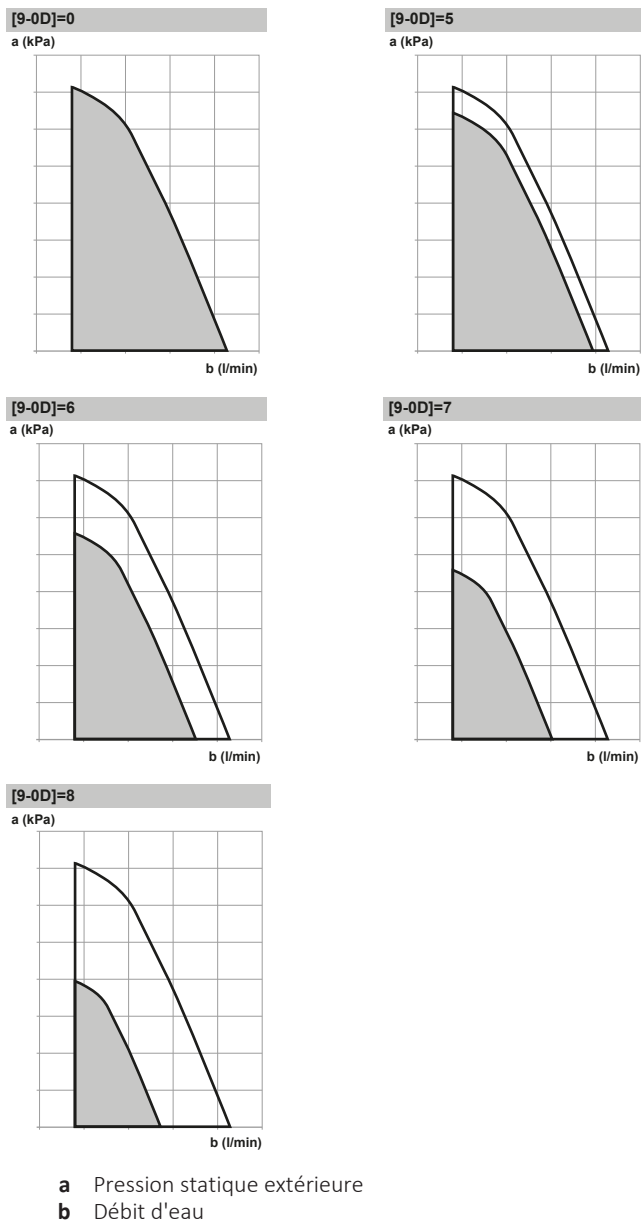 [9-0D]=0
a (kPa)
b (l/min)
[9-0D]=5
a (kPa)
b (l/min)
[9-0D]=6
a (kPa)
b (l/min)
[9-0D]=7
a (kPa)
b (l/min)
[9-0D]=8
a (kPa)
b (l/min)
a Pression statique extérieure
b Débit d'eau